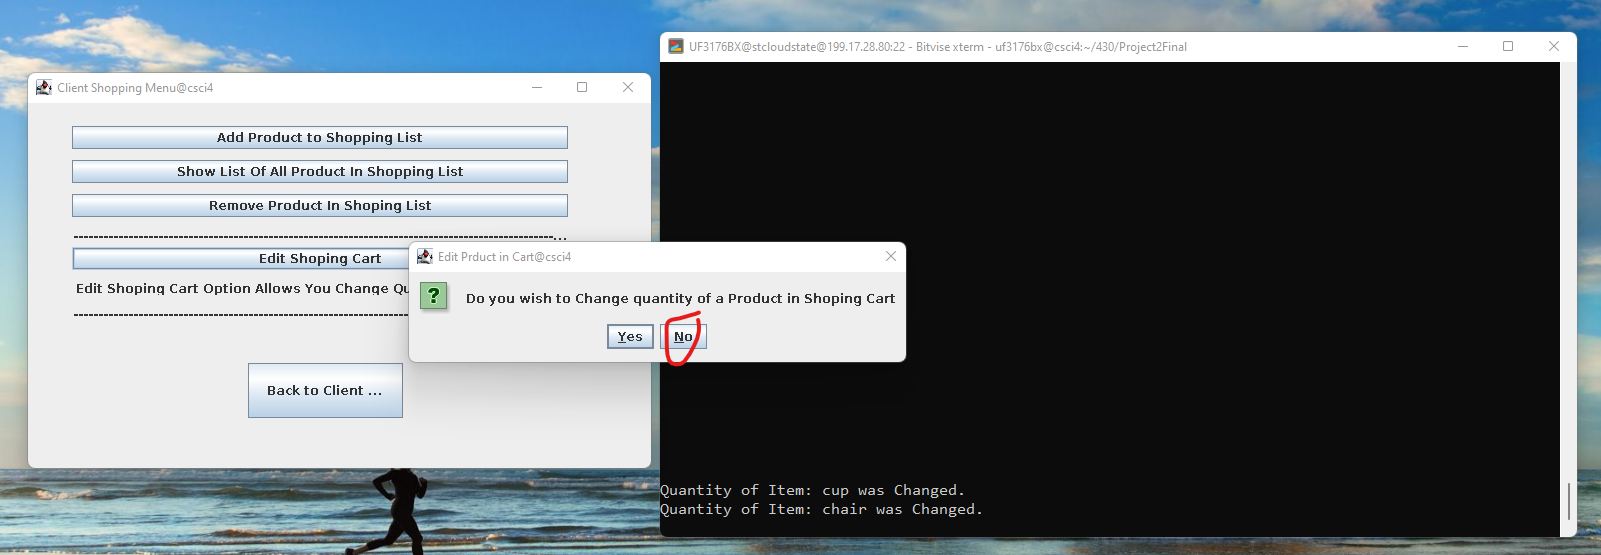 Client Shopping Menu@csci4
Add Product to Shopping List
Show List Of All Product In Shopping List
Remove Product In Shoping List
--------------------------------------------------------------------------------------------------...
Edit Shoping Cart
Edit Shoping Cart Option Allows You Change
--------------------------------------------------------------------
Back to Client ...
Edit Prduct in Cart@csci4
?
Do you wish to Change quantity of a Product in Shoping Cart
Yes
No
UF3176BX@stcloudstate@199.17.28.80:22 - Bitvise xterm - uf3176bx@csci4:~/430/Project2Final
Quantity of Item: cup was Changed.
Quantity of Item: chair was Changed.